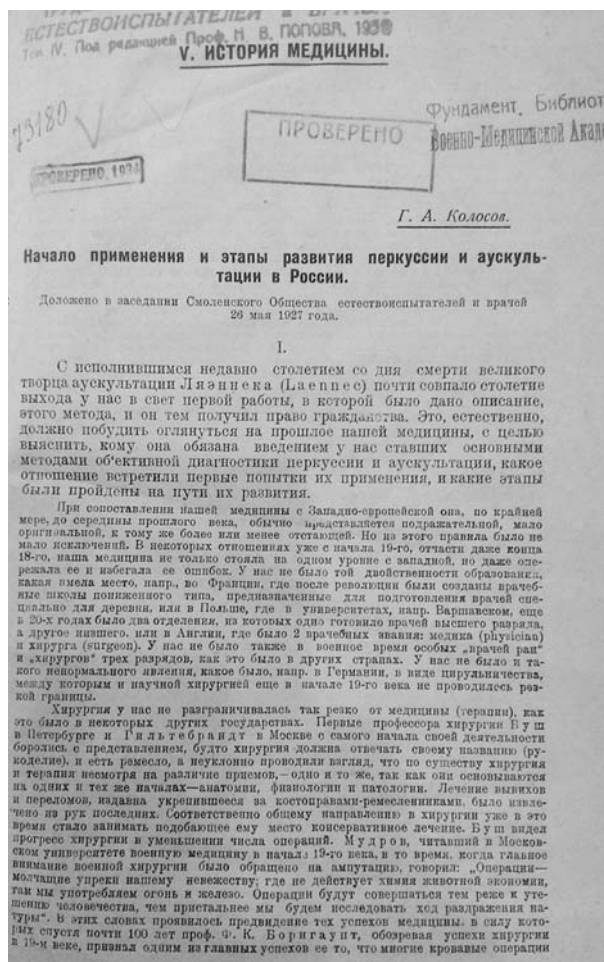 ЕСТЕСТВОИСПЫТАТЕЛЕЙ и
Том IV. Под редакцией Проф. Н. В. ПОПОВА, 1930
V. ИСТОРИЯ МЕДИЦИНЫ.
73180
ПРОВЕРЕНО
Фундамент. Библиот
Военно-Медицинской Акад
ПРОВЕРЕНО, 1934
Г. А. Колосов.
Начало применения и этапы развития перкуссии и аускуль-
тации в России.
Доложено в заседании Смоленского Общества естествоиспытателей и врачей
26 мая 1927 года.
I.
С исполнившимся недавно столетием со дня смерти великого
творца аускультации Ляэннека (Laennec) почти совпало столетие
выхода у нас в свет первой работы, в которой было дано описание,
этого метода, и он тем получил право гражданства. Это, естественно,
должно побудить оглянуться на прошлое нашей медицины, с целью
выяснить, кому она обязана введением у нас ставших основными
методами об'ективной диагностики перкуссии и аускультации, какое
отношение встретили первые попытки их применения, и какие этапы
были пройдены на пути их развития.
При сопоставлении нашей медицины с Западно-европейской она, по крайней
мере, до середины прошлого века, обычно представляется подражательной, мало
оригинальной, к тому же более или менее отстающей. Но из этого правила было не
мало исключений. В некоторых отношениях уже с начала 19-го, отчасти даже конца
18-го, наша медицина не только стояла на одном уровне с западной, но даже опе-
режала ее и избегала ее ошибок. У нас не было той двойственности образования,
какая имела место, напр., во Франции, где после революции были созданы врачеб-
ные школы пониженного типа, предназначенные для подготовления врачей спе-
циально для деревни, или в Польше, где в университетах, напр. Варшавском, еще
в 20-х годах было два отделения, из которых одно готовило врачей высшего разряда,
а другое низшего, или в Англии, где было 2 врачебных звания: медика (physician)
и хирурга (surgeon). У нас не было также в военное время особых „врачей ран"
и „хирургов" трех разрядов, как это было в других странах. У нас не было и та-
кого ненормального явления, какое было, напр. в Германии, в виде цирульничества,
между которым и научной хирургией еще в начале 19-го века не проводилось рез-
кой границы.
Хирургия у нас не разграничивалась так резко от медицины (терапии), как
это было в некоторых других государствах. Первые профессора хирургии Буш
в Петербурге и Гильтебрандт в Москве с самого начала своей деятельности
боролись с представлением, будто хирургия должна отвечать своему названию (ру-
коделие), и есть ремесло, а неуклонно проводили взгляд, что по существу хирургия
и терапия несмотря на различие приемов,—одно и то же, так как они основываются
на одних и тех же началах—анатомии, физиологии и патологии. Лечение вывихов
и переломов, издавна укрепившееся за костоправами-ремесленниками, было извле-
чено из рук последних. Соответственно общему направлению в хирургии уже в это
время стало занимать подобающее ему место консервативное лечение. Буш видел
прогресс хирургии в уменьшении числа операций. Мудров, читавший в Москов-
ском университете военную медицину в начале 19-го века, в то время, когда главное
внимание военной хирургии было обращено на ампутацию, говорил: „Операции—
молчащие упреки нашему невежеству; где не действует химия животной экономии,
там мы употребляем огонь и железо. Операции будут совершаться тем реже к уте-
шению человечества, чем пристальнее мы будем исследовать ход раздражения на-
туры". В этих словах проявилось предвидение тех успехов медицины, в силу кото-
рых спустя почти 100 лет проф. Ф. К. Боригаупт, обозревая успехи хирургии
в 19-м веке, признал одним из главных успехов ее то, что многие кровавые операции